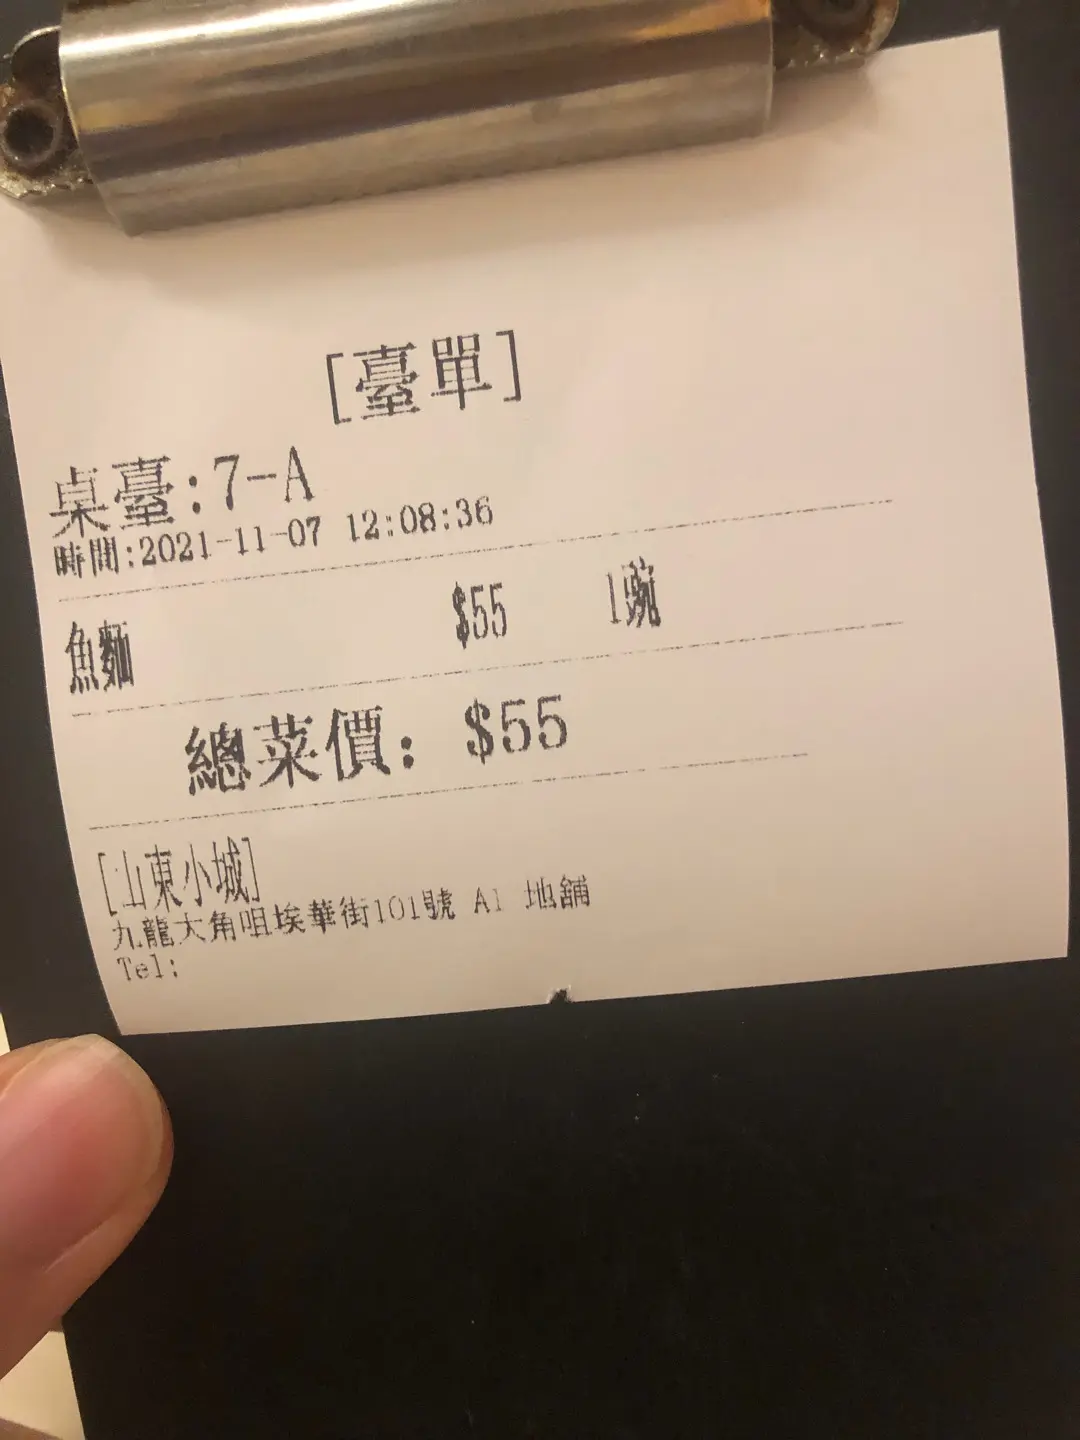 [臺單]
桌臺:7-A
時間:2021-11-07 12:08:36
魚麵 $55 1豌
總菜價: $55
[山東小城]
九龍大角咀埃華街101號 A1 地舖
Tel: